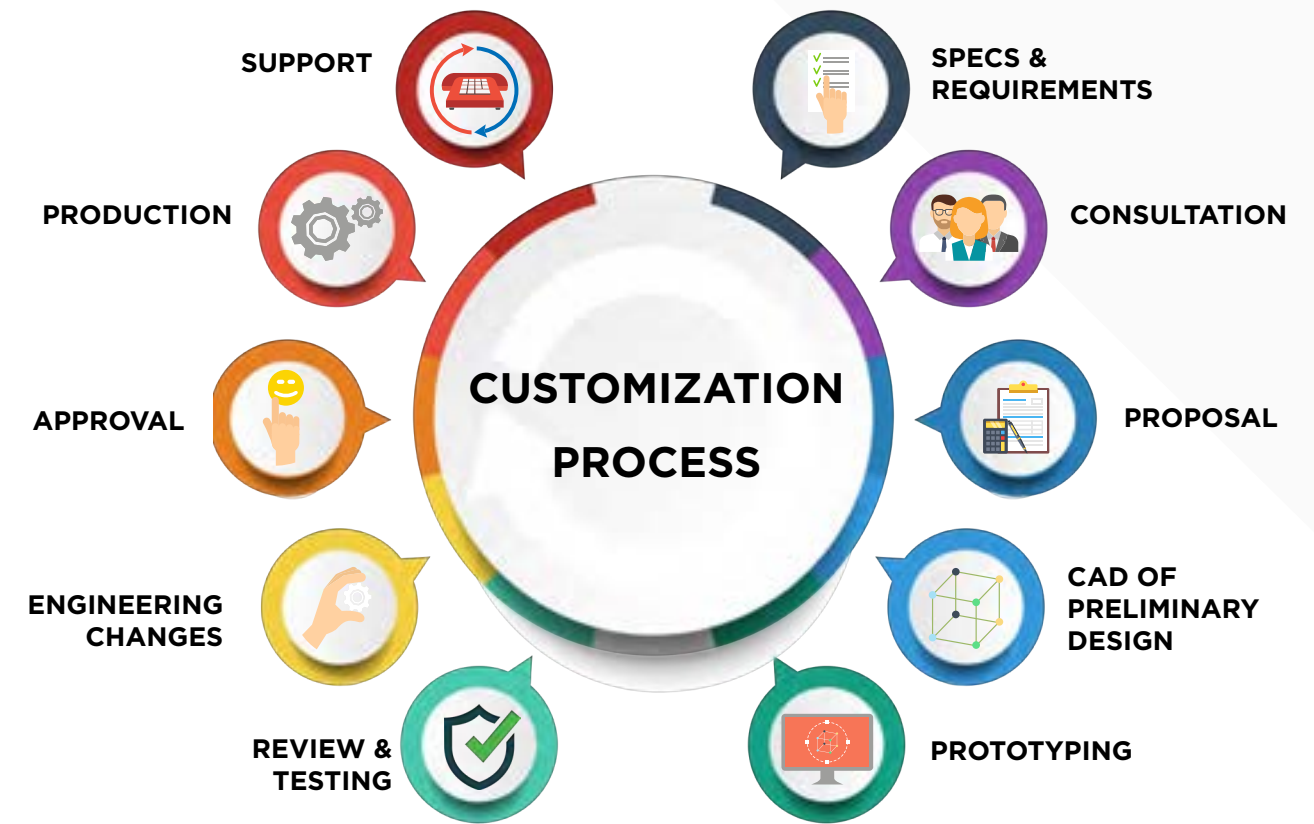 SUPPORT
SPECS &
REQUIREMENTS
PRODUCTION
CONSULTATION
CUSTOMIZATION
PROCESS
APPROVAL
PROPOSAL
ENGINEERING
CHANGES
CAD OF
PRELIMINARY
DESIGN
REVIEW &
TESTING
PROTOTYPING